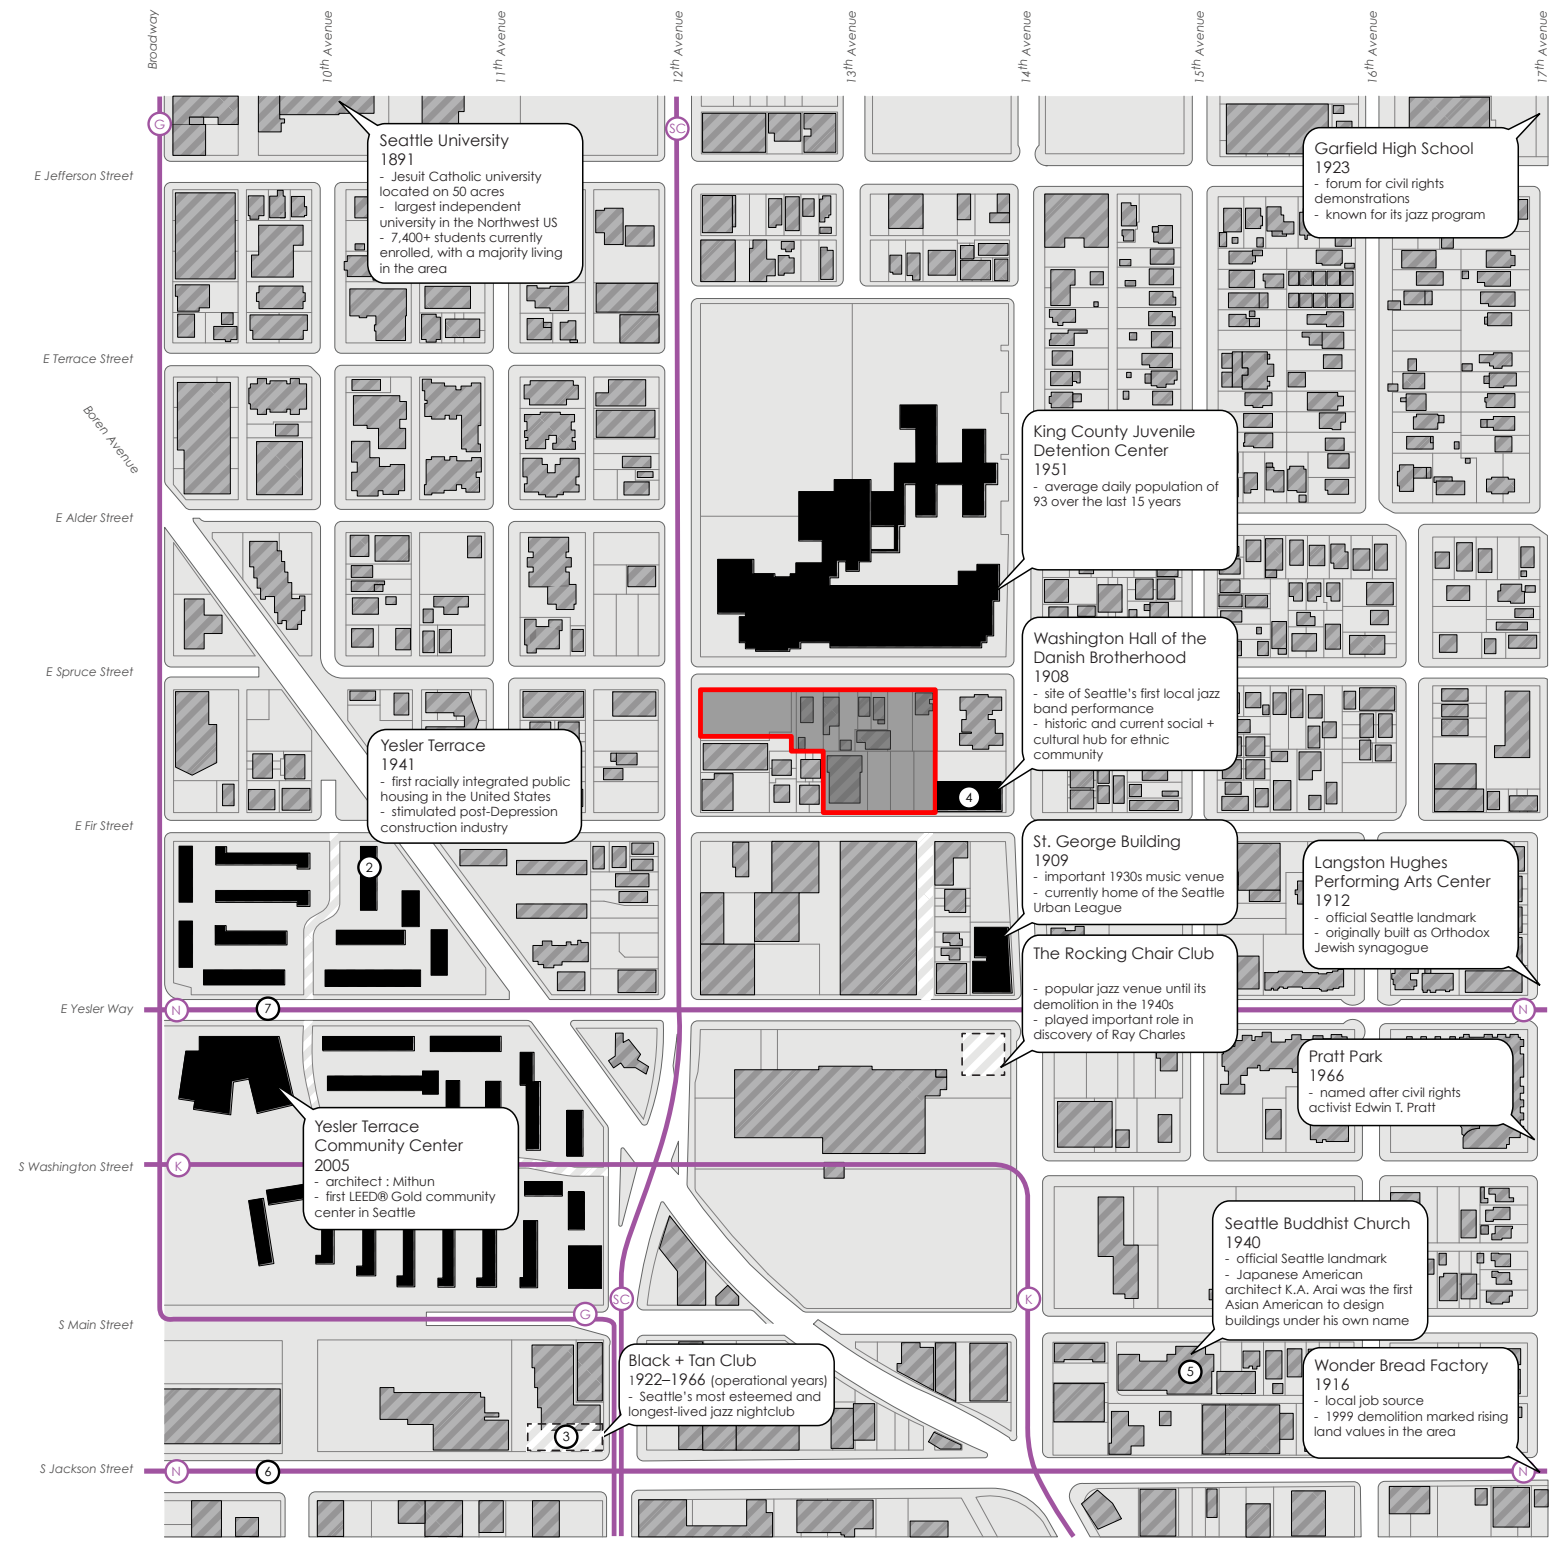 Broadway
10th Avenue
11th Avenue
12th Avenue
13th Avenue
14th Avenue
15th Avenue
16th Avenue
17th Avenue
G
SC
Seattle University
1891
- Jesuit Catholic university
located on 50 acres
- largest independent
university in the Northwest US
- 7,400+ students currently
enrolled, with a majority living
in the area
Garfield High School
1923
- forum for civil rights
demonstrations
- known for its jazz program
E Jefferson Street
E Terrace Street
Boren Avenue
King County Juvenile
Detention Center
1951
- average daily population of
93 over the last 15 years
E Alder Street
Washington Hall of the
Danish Brotherhood
1908
- site of Seattle's first local jazz
band performance
- historic and current social +
cultural hub for ethnic
community
E Spruce Street
Yesler Terrace
1941
- first racially integrated public
housing in the United States
- stimulated post-Depression
construction industry
4
E Fir Street
2
St. George Building
1909
- important 1930s music venue
- currently home of the Seattle
Urban League
Langston Hughes
Performing Arts Center
1912
- official Seattle landmark
- originally built as Orthodox
Jewish synagogue
The Rocking Chair Club
- popular jazz venue until its
demolition in the 1940s
- played important role in
discovery of Ray Charles
E Yesler Way
N
7
N
Pratt Park
1966
- named after civil rights
activist Edwin T. Pratt
Yesler Terrace
Community Center
2005
- architect : Mithun
- first LEED® Gold community
center in Seattle
S Washington Street
K
Seattle Buddhist Church
1940
- official Seattle landmark
- Japanese American
architect K.A. Arai was the first
Asian American to design
buildings under his own name
SC
K
G
S Main Street
Black + Tan Club
1922–1966 (operational years)
- Seattle's most esteemed and
longest-lived jazz nightclub
5
Wonder Bread Factory
1916
- local job source
- 1999 demolition marked rising
land values in the area
3
S Jackson Street
N
6
N